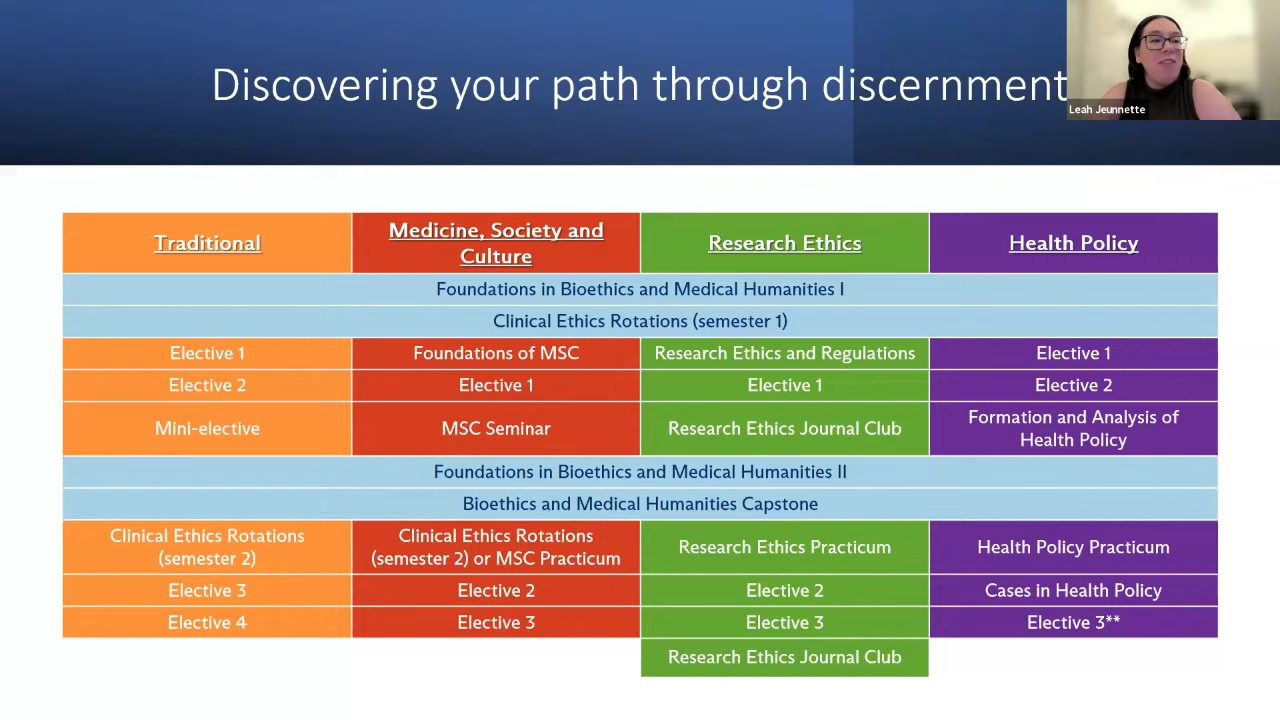 Discovering your path through discernment
Leah Jeunnette
Traditional
Medicine, Society and
Culture
Research Ethics
Health Policy
Foundations in Bioethics and Medical Humanities I
Clinical Ethics Rotations (semester 1)
Elective 1
Foundations of MSC
Research Ethics and Regulations
Elective 1
Elective 2
Elective 1
Elective 1
Elective 2
Mini-elective
MSC Seminar
Research Ethics Journal Club
Formation and Analysis of
Health Policy
Foundations in Bioethics and Medical Humanities II
Bioethics and Medical Humanities Capstone
Clinical Ethics Rotations
(semester 2)
Clinical Ethics Rotations
(semester 2) or MSC Practicum
Research Ethics Practicum
Health Policy Practicum
Elective 3
Elective 2
Elective 2
Cases in Health Policy
Elective 4
Elective 3
Elective 3
Elective 3**
Research Ethics Journal Club